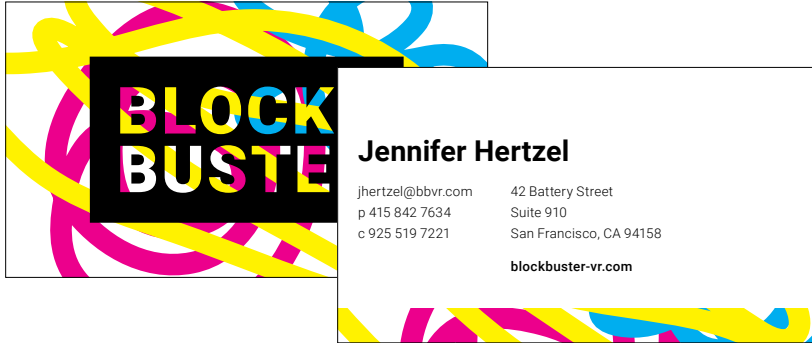 BLOCK
BUSTE
Jennifer Hertzel
jhertzel@bbvr.com
p 415 842 7634
c 925 519 7221
42 Battery Street
Suite 910
San Francisco, CA 94158
blockbuster-vr.com